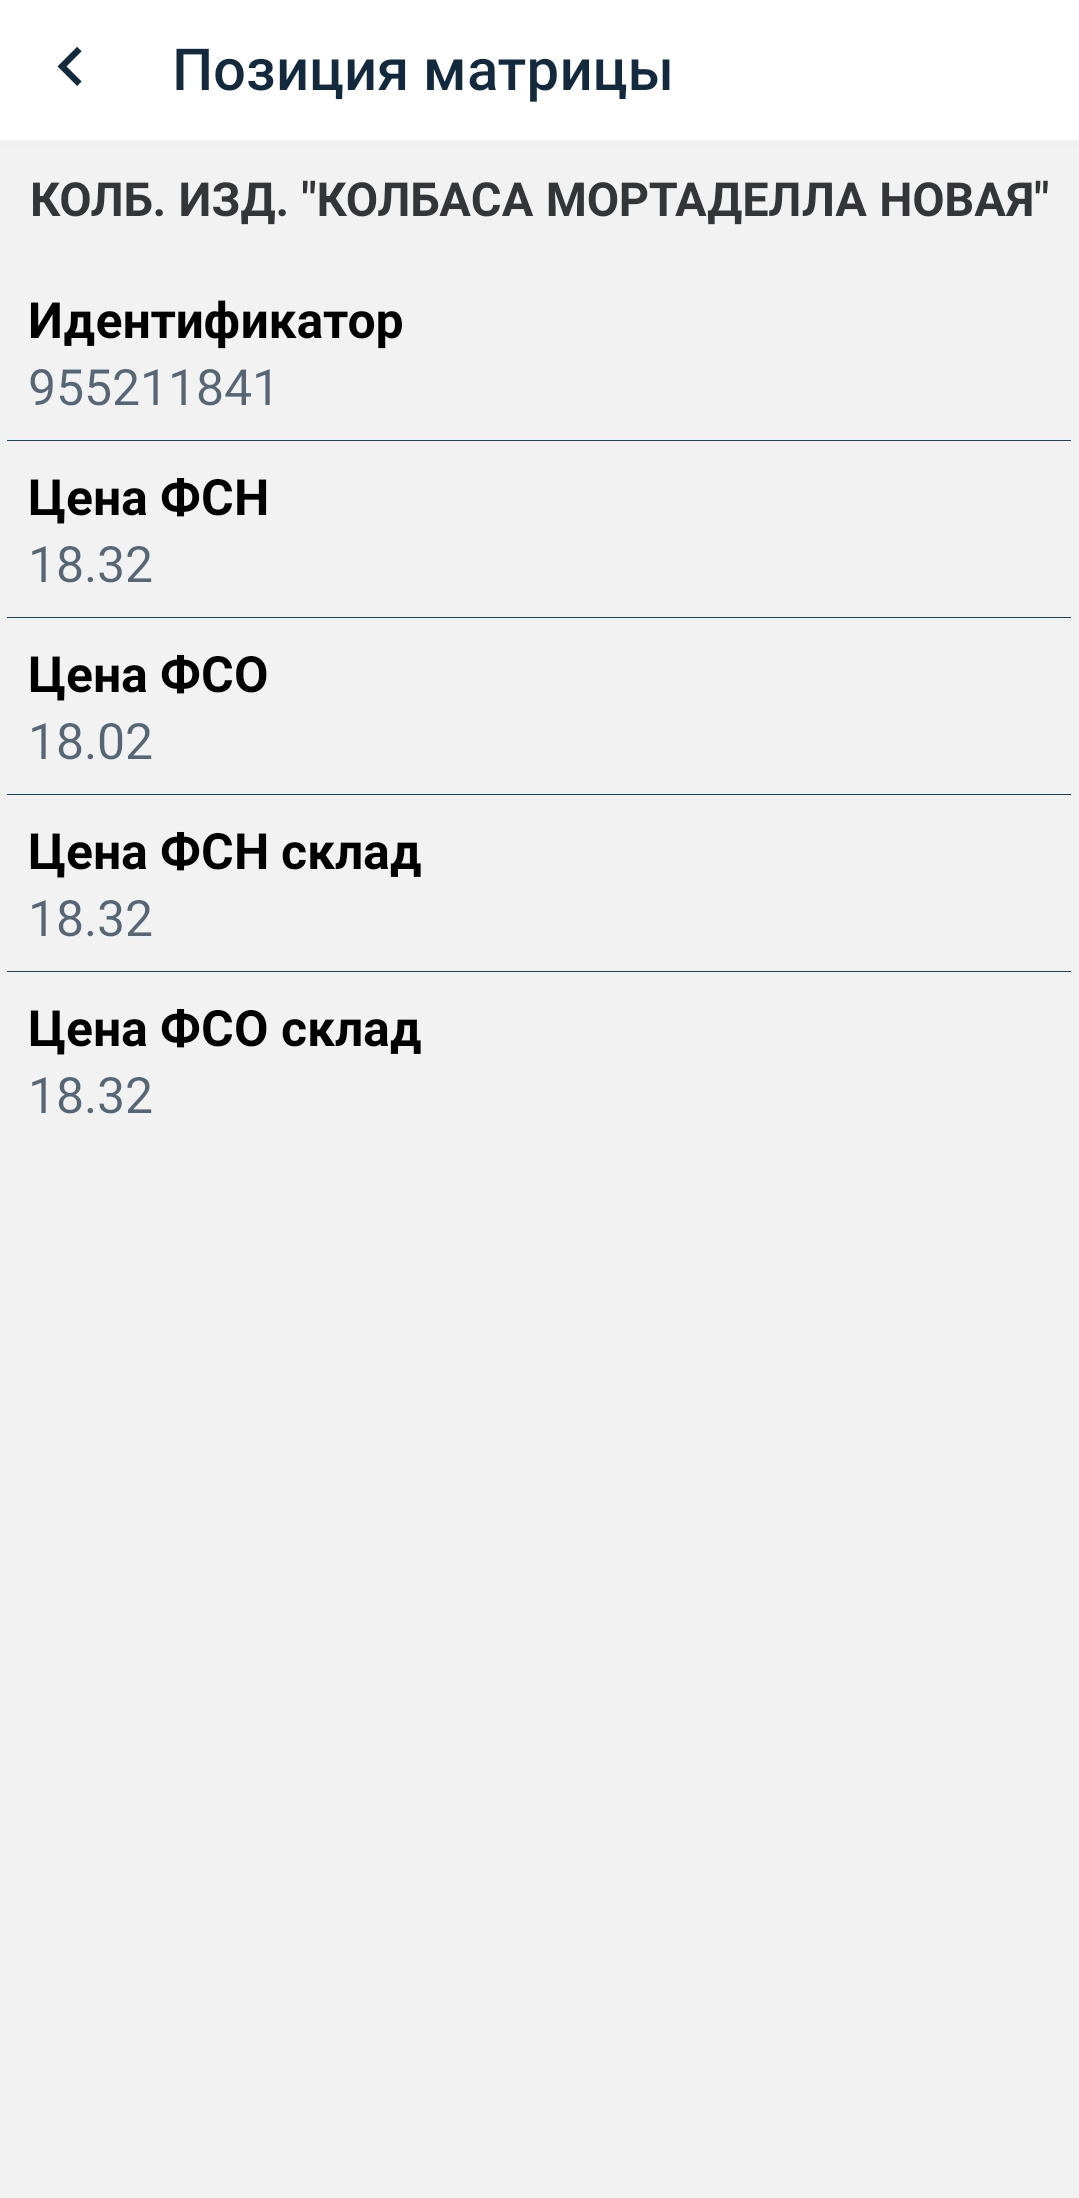 Позиция матрицы
КОЛБ. ИЗД. "КОЛБАСА МОРТАДЕЛЛА НОВАЯ"
Идентификатор
955211841
Цена ФСН
18.32
Цена ФСО
18.02
Цена ФСН склад
18.32
Цена ФСО склад
18.32